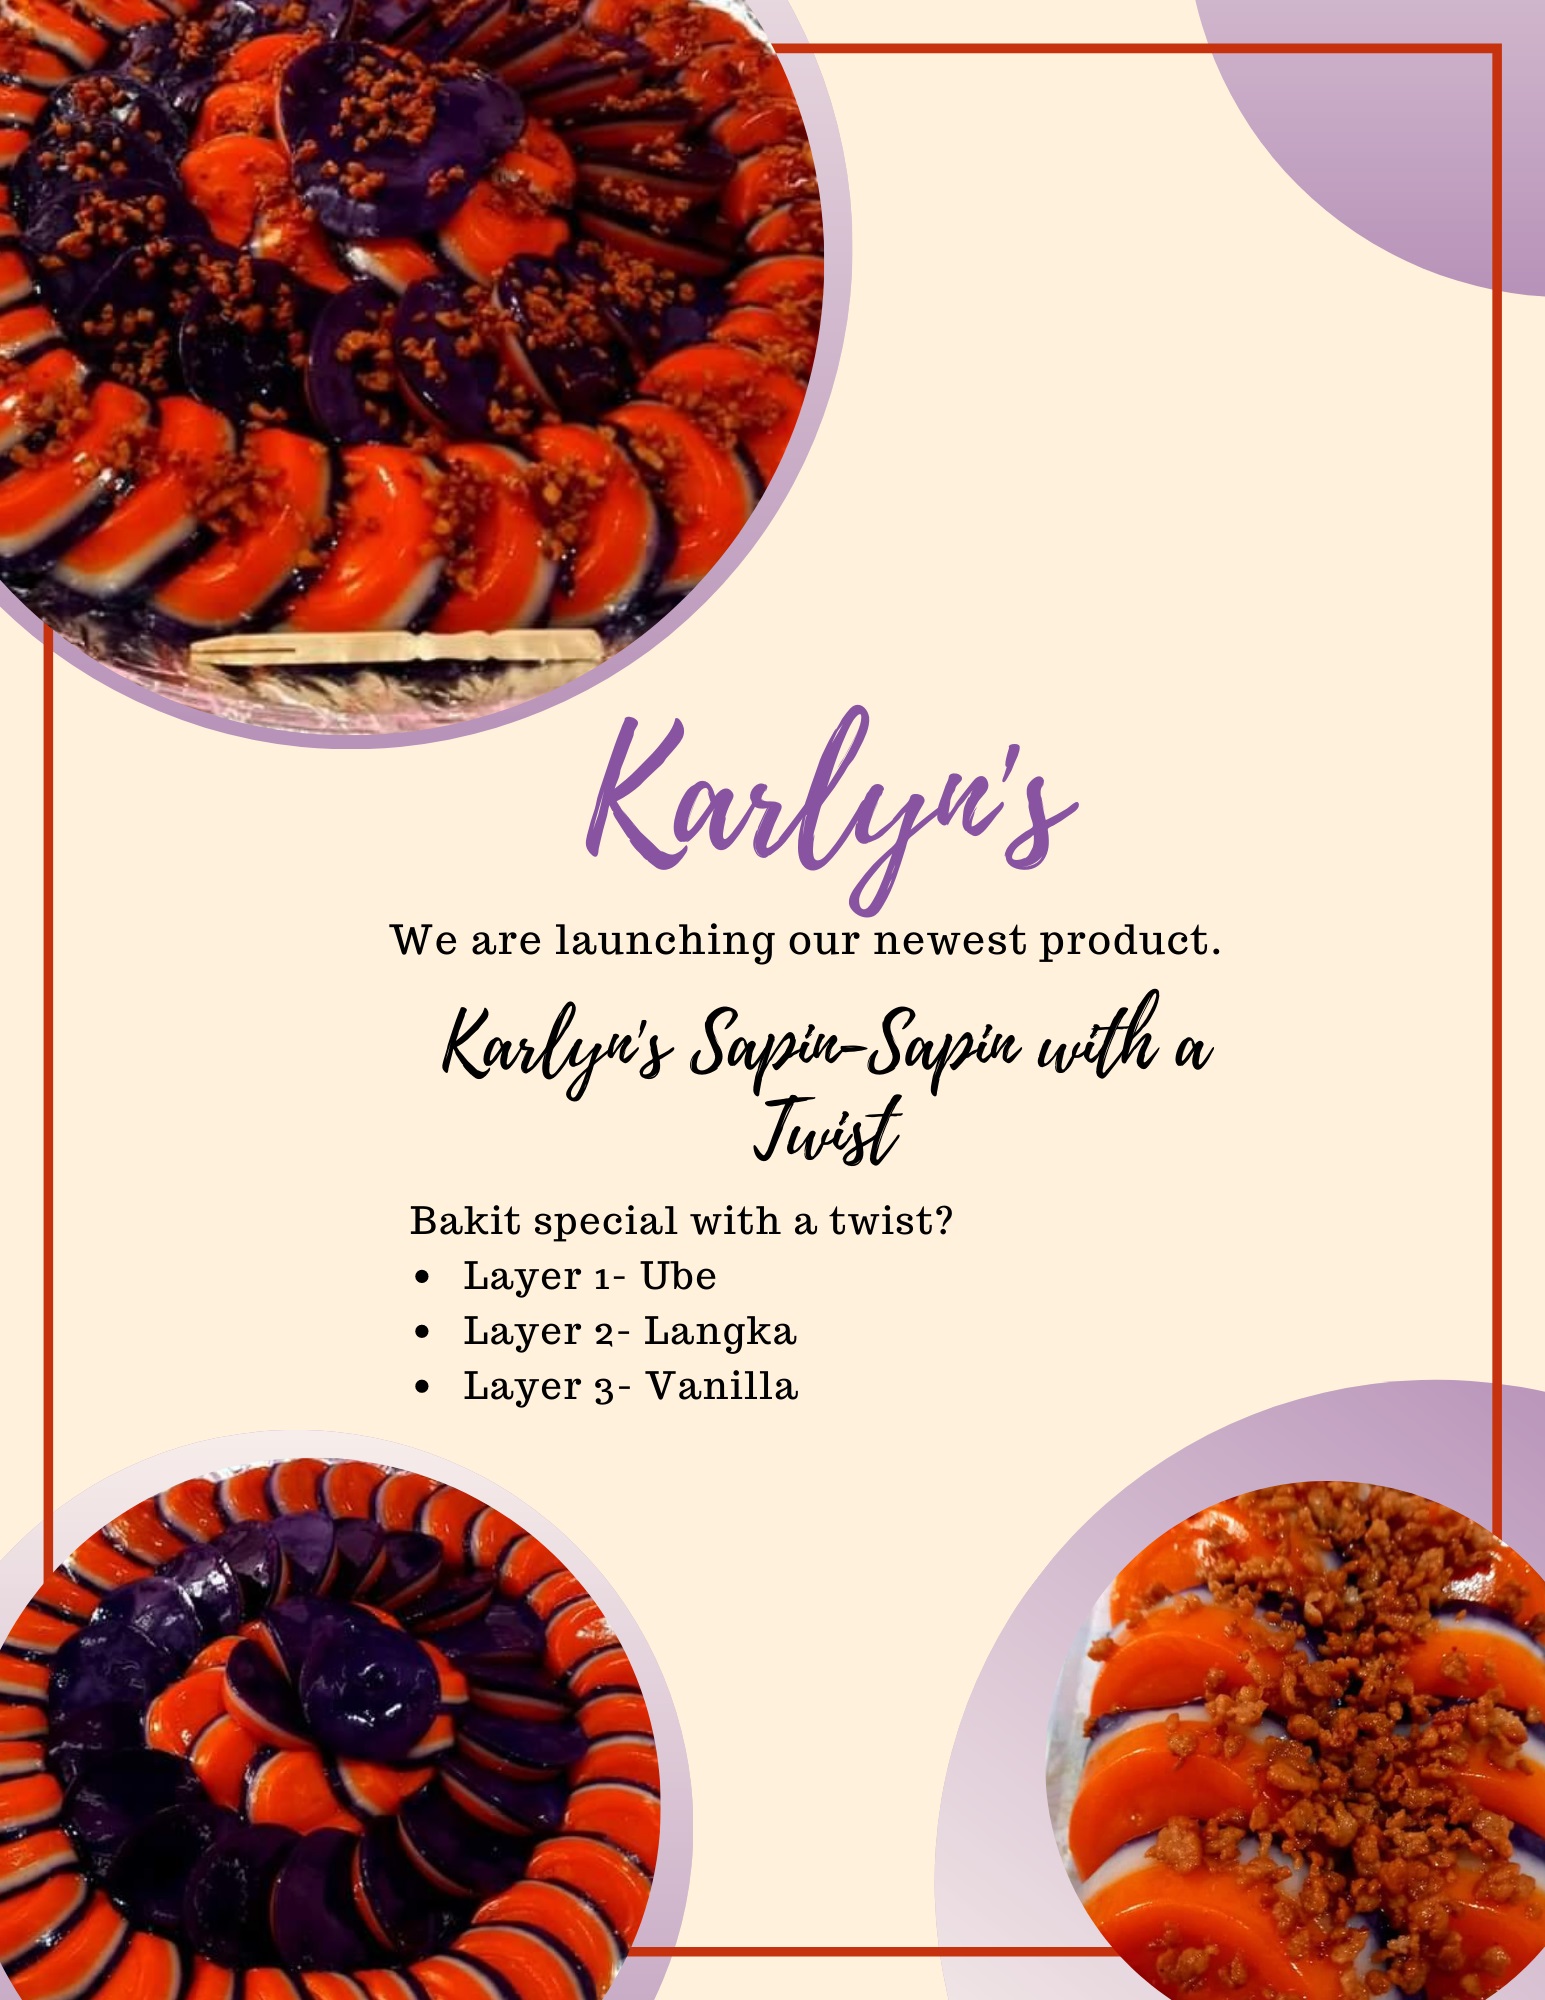 Karlyn's
We are launching our newest product.
Karlyn's Sapin-Sapin with a
Twist
Bakit special with a twist?
• Layer 1- Ube
• Layer 2- Langka
• Layer 3- Vanilla